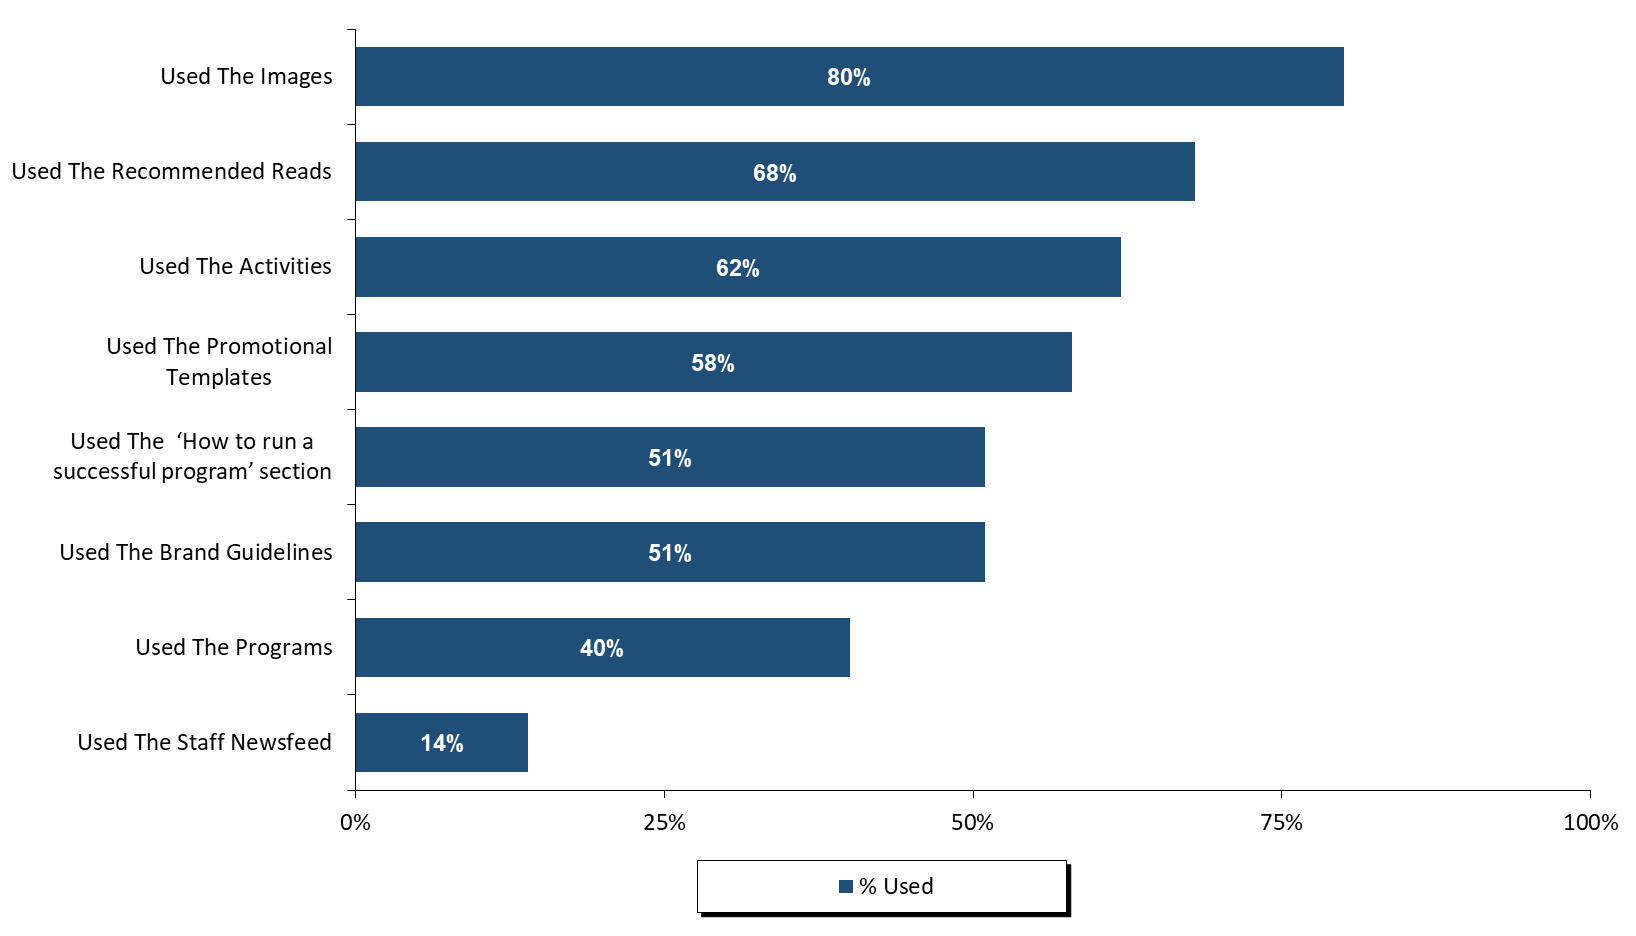 Used The Images
80%
Used The Recommended Reads
68%
Used The Activities
62%
Used The Promotional
Templates
58%
Used The  ‘How to run a
successful program’ section
51%
Used The Brand Guidelines
51%
Used The Programs
40%
Used The Staff Newsfeed
14%
0% 25% 50% 75% 100%
% Used